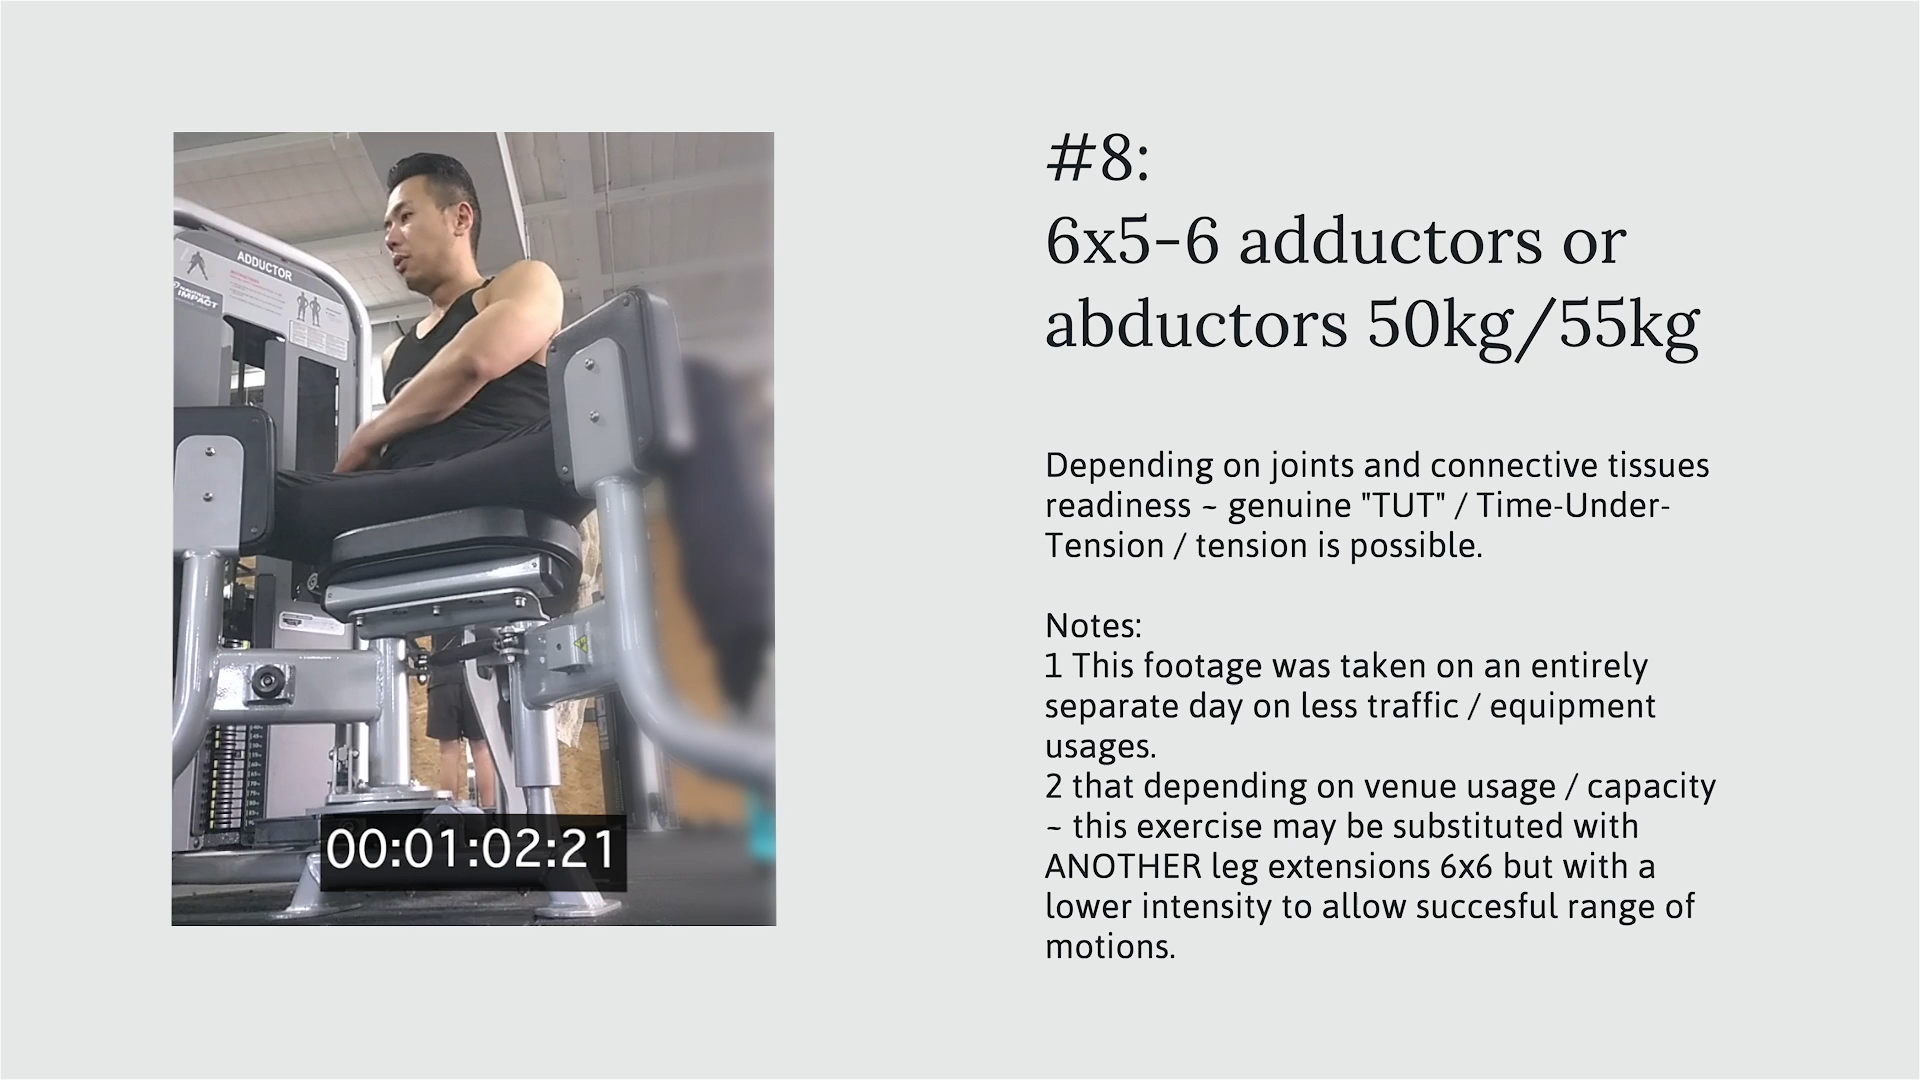 ADDUCTOR
NAUTILUS
IMPACT
00:01:02:21
#8:
6x5-6 adductors or
abductors 50kg/55kg
Depending on joints and connective tissues
readiness ~ genuine "TUT" / Time-Under-
Tension / tension is possible.
Notes:
1 This footage was taken on an entirely
separate day on less traffic / equipment
usages.
2 that depending on venue usage / capacity
~ this exercise may be substituted with
ANOTHER leg extensions 6x6 but with a
lower intensity to allow succesful range of
motions.